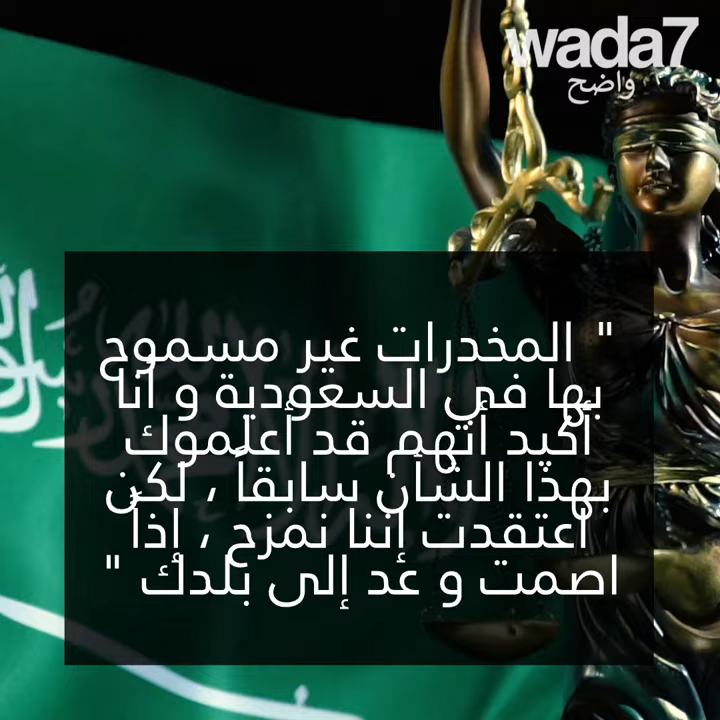 wada7
واضح
" المخدرات غير مسموح
بها في السعودية و أنا
أكيد أنهم قد أعلموك
بهذا الشأن سابقاً ، لكن
اعتقدت إننا نمزح ، إذاً
اصمت و عد إلى بلدك "